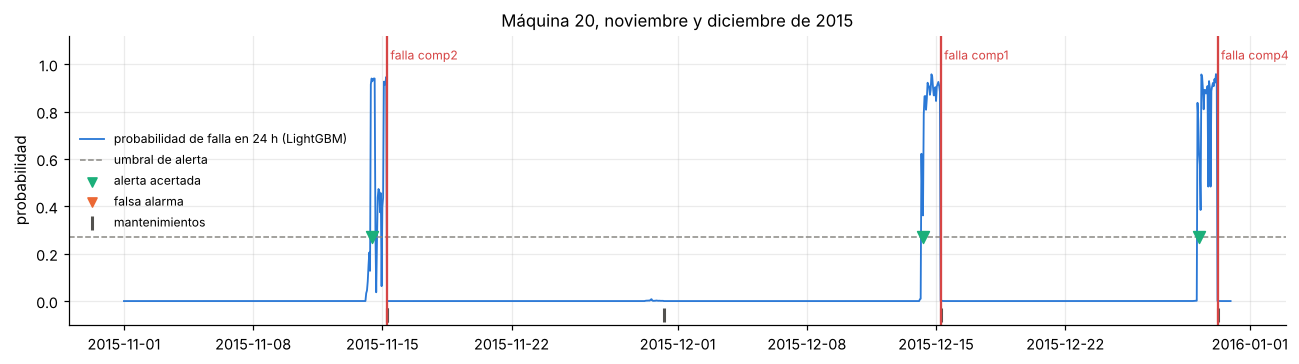 Máquina 20, noviembre y diciembre de 2015
falla comp2
falla comp1
falla comp4
1.0
0.8
0.6
0.4
0.2
0.0
probabilidad
probabilidad de falla en 24 h (LightGBM)
umbral de alerta
alerta acertada
falsa alarma
mantenimientos
2015-11-01
2015-11-08
2015-11-15
2015-11-22
2015-12-01
2015-12-08
2015-12-15
2015-12-22
2016-01-01